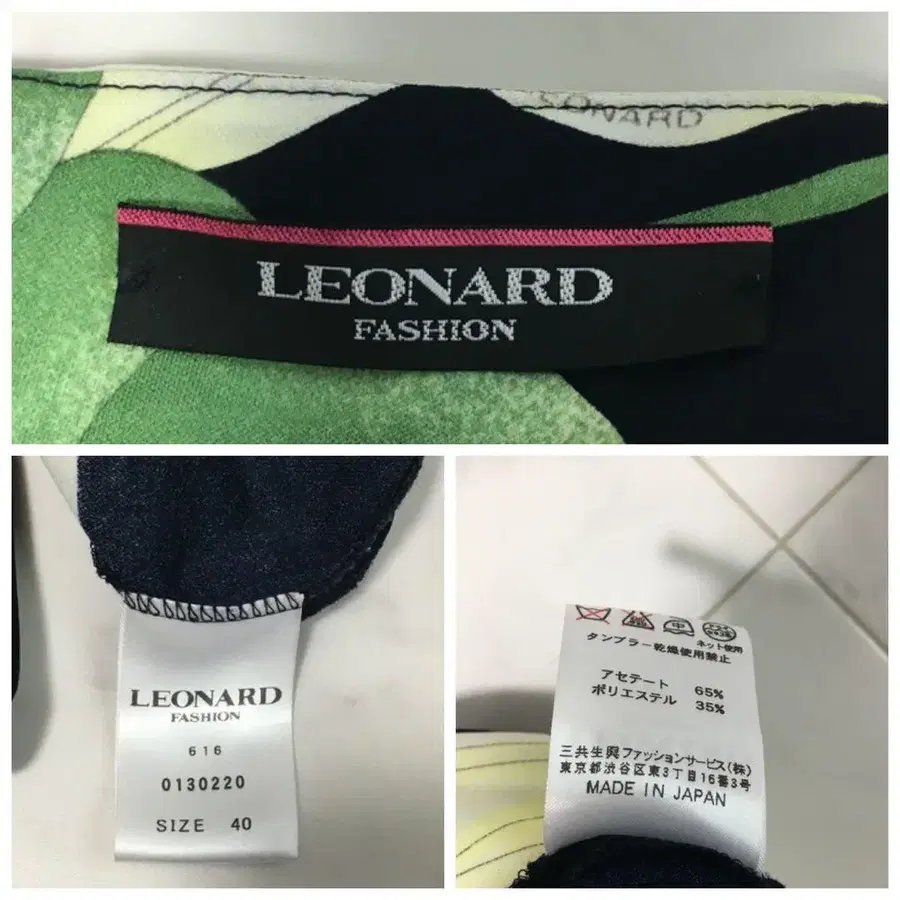 LEONARD
LEONARD
FASHION
LEONARD
FASHION
616
0130220
SIZE 40
中
ネット使用
タンブラー乾燥使用禁止
アセテート 65%
ポリエステル 35%
三共生興ファッションサービス(株)
東京都渋谷区東3丁目16番3号
MADE IN JAPAN